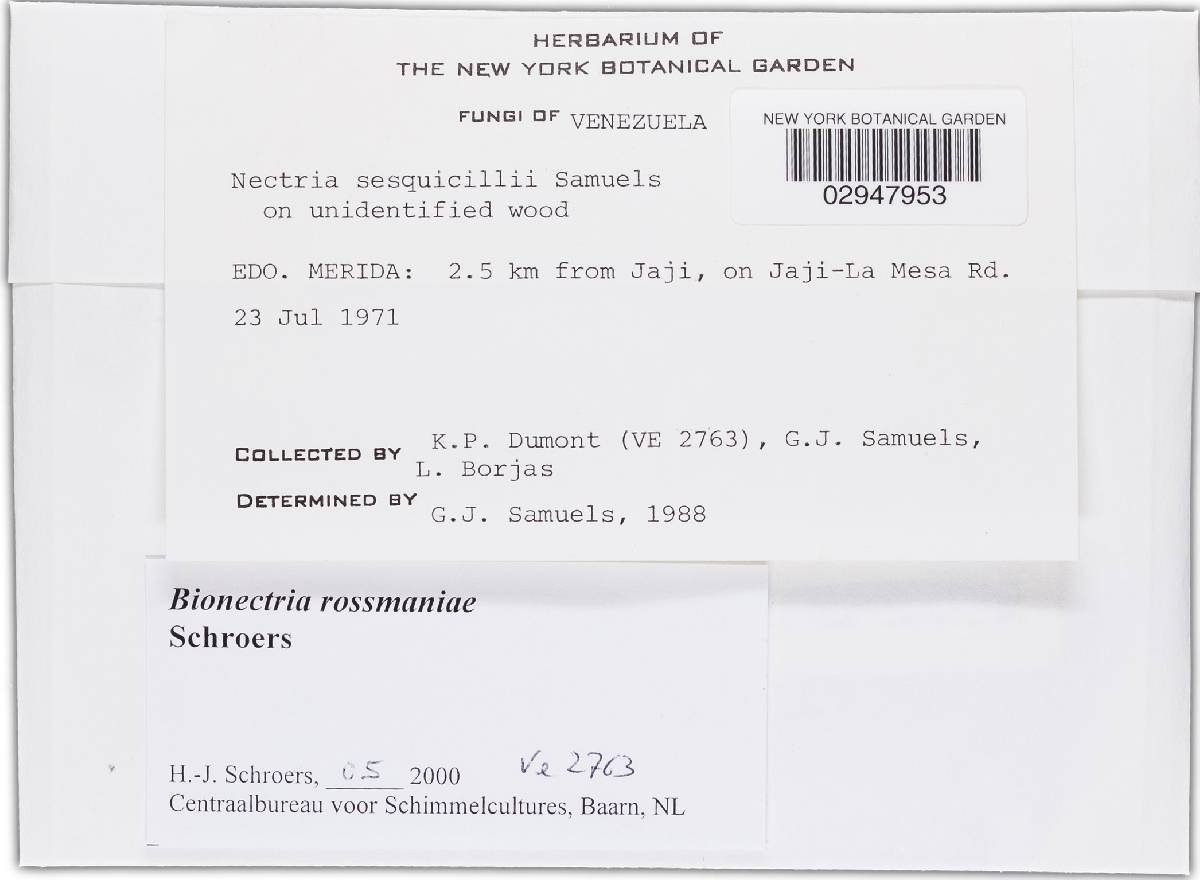 HERBARIUM OF
THE NEW YORK BOTANICAL GARDEN
FUNGI OF VENEZUELA
NEW YORK BOTANICAL GARDEN
02947953
Nectria sesquicillii Samuels
on unidentified wood
EDO. MERIDA: 2.5 km from Jaji, on Jaji-La Mesa Rd.
23 Jul 1971
COLLECTED BY K.P. Dumont (VE 2763), G.J. Samuels,
L. Borjas
DETERMINED BY G.J. Samuels, 1988
Bionectria rossmaniae
Schroers
H.-J. Schroers, 05 2000 Ve 2763
Centraalbureau voor Schimmelcultures, Baarn, NL